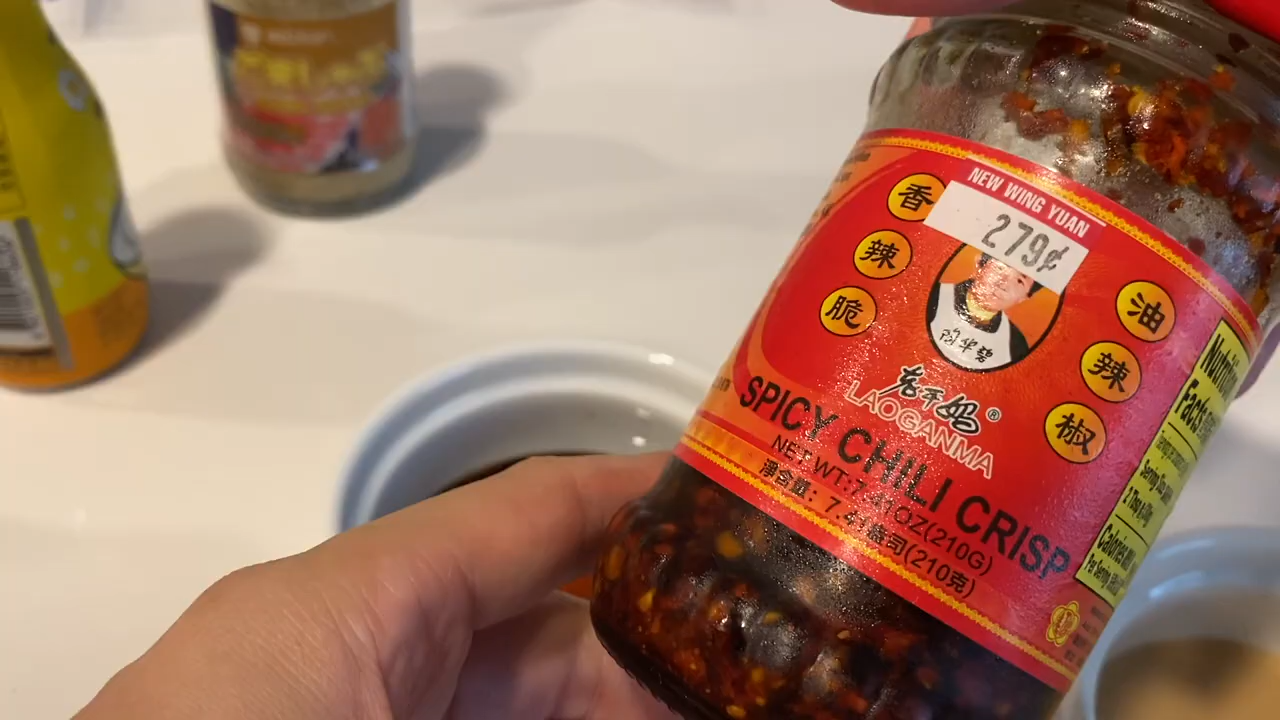 NEW WING YUAN
279¢
香辣脆
油辣椒
陶华碧
老干妈®
LAOGANMA
SPICY CHILI CRISP
NET WT:7.41OZ(210G)
淨含量: 7.41盎司(210克)
Nutrition
Facts
Calories